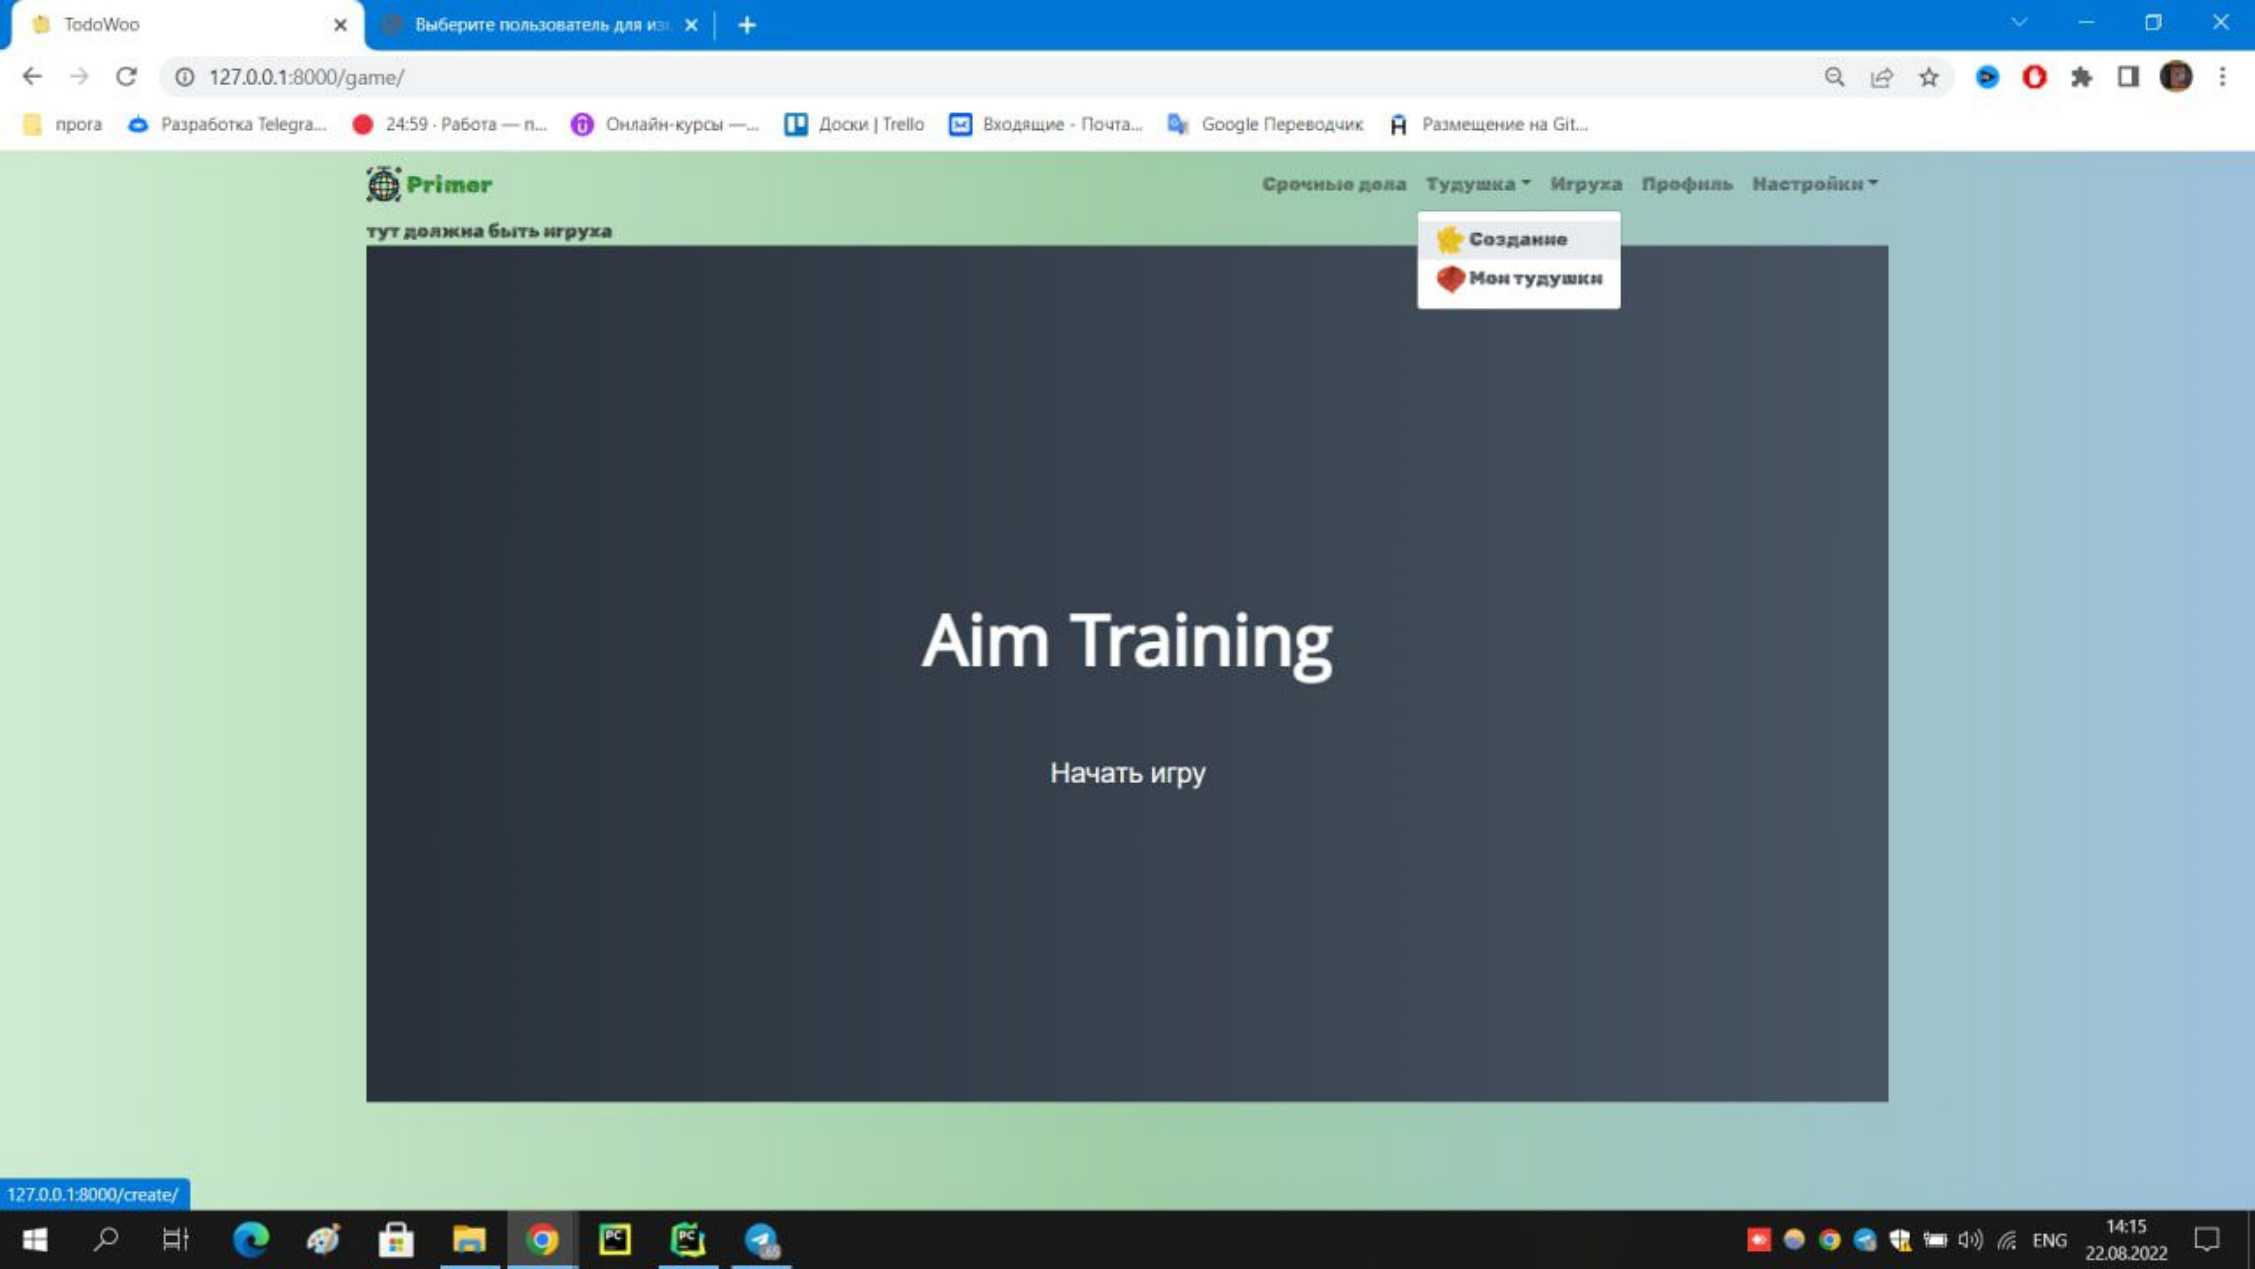 TodoWoo
Выберите пользователь для из
127.0.0.1:8000/game/
прога
Разработка Telegra...
24:59 - Работа — п...
Онлайн-курсы —...
Доски | Trello
Входящие - Почта...
Google Переводчик
Размещение на Git...
Primer
Срочные дела
Тудушка
Игруха
Профиль
Настройки
Создание
Мои тудушки
тут должна быть игруха
Aim Training
Начать игру
127.0.0.1:8000/create/
ENG
14:15
22.08.2022